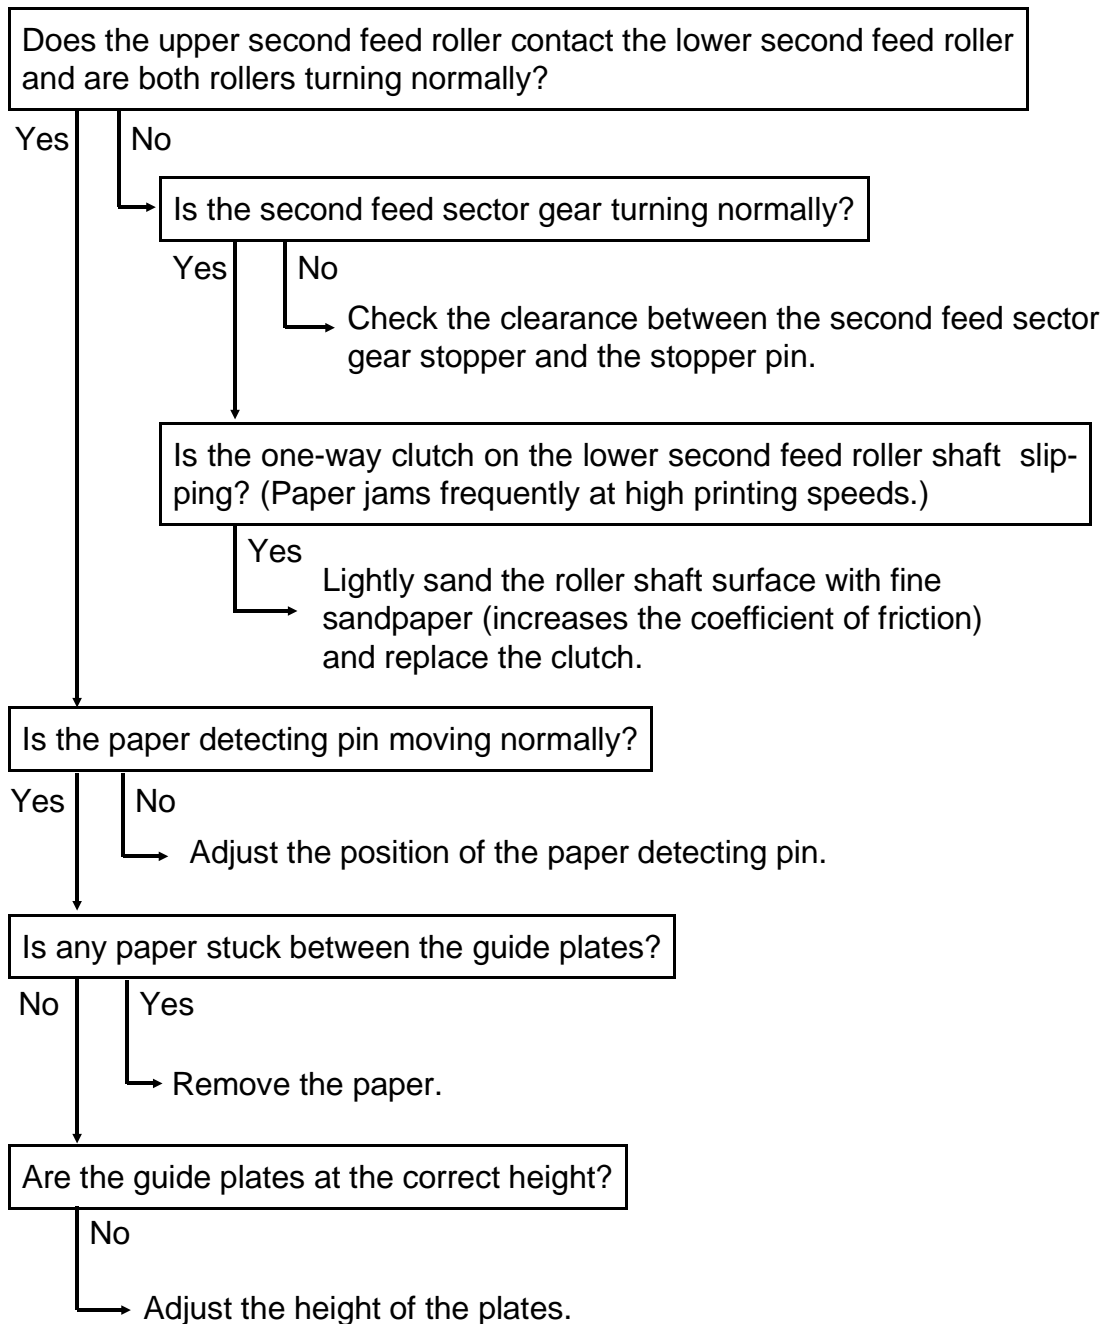 Does the upper second feed roller contact the lower second feed roller
and are both rollers turning normally?
Yes
No
Is the second feed sector gear turning normally?
Yes
No
Check the clearance between the second feed sector
gear stopper and the stopper pin.
Is the one-way clutch on the lower second feed roller shaft slip-
ping? (Paper jams frequently at high printing speeds.)
Yes
Lightly sand the roller shaft surface with fine
sandpaper (increases the coefficient of friction)
and replace the clutch.
Is the paper detecting pin moving normally?
Yes
No
Adjust the position of the paper detecting pin.
Is any paper stuck between the guide plates?
No
Yes
Remove the paper.
Are the guide plates at the correct height?
No
Adjust the height of the plates.